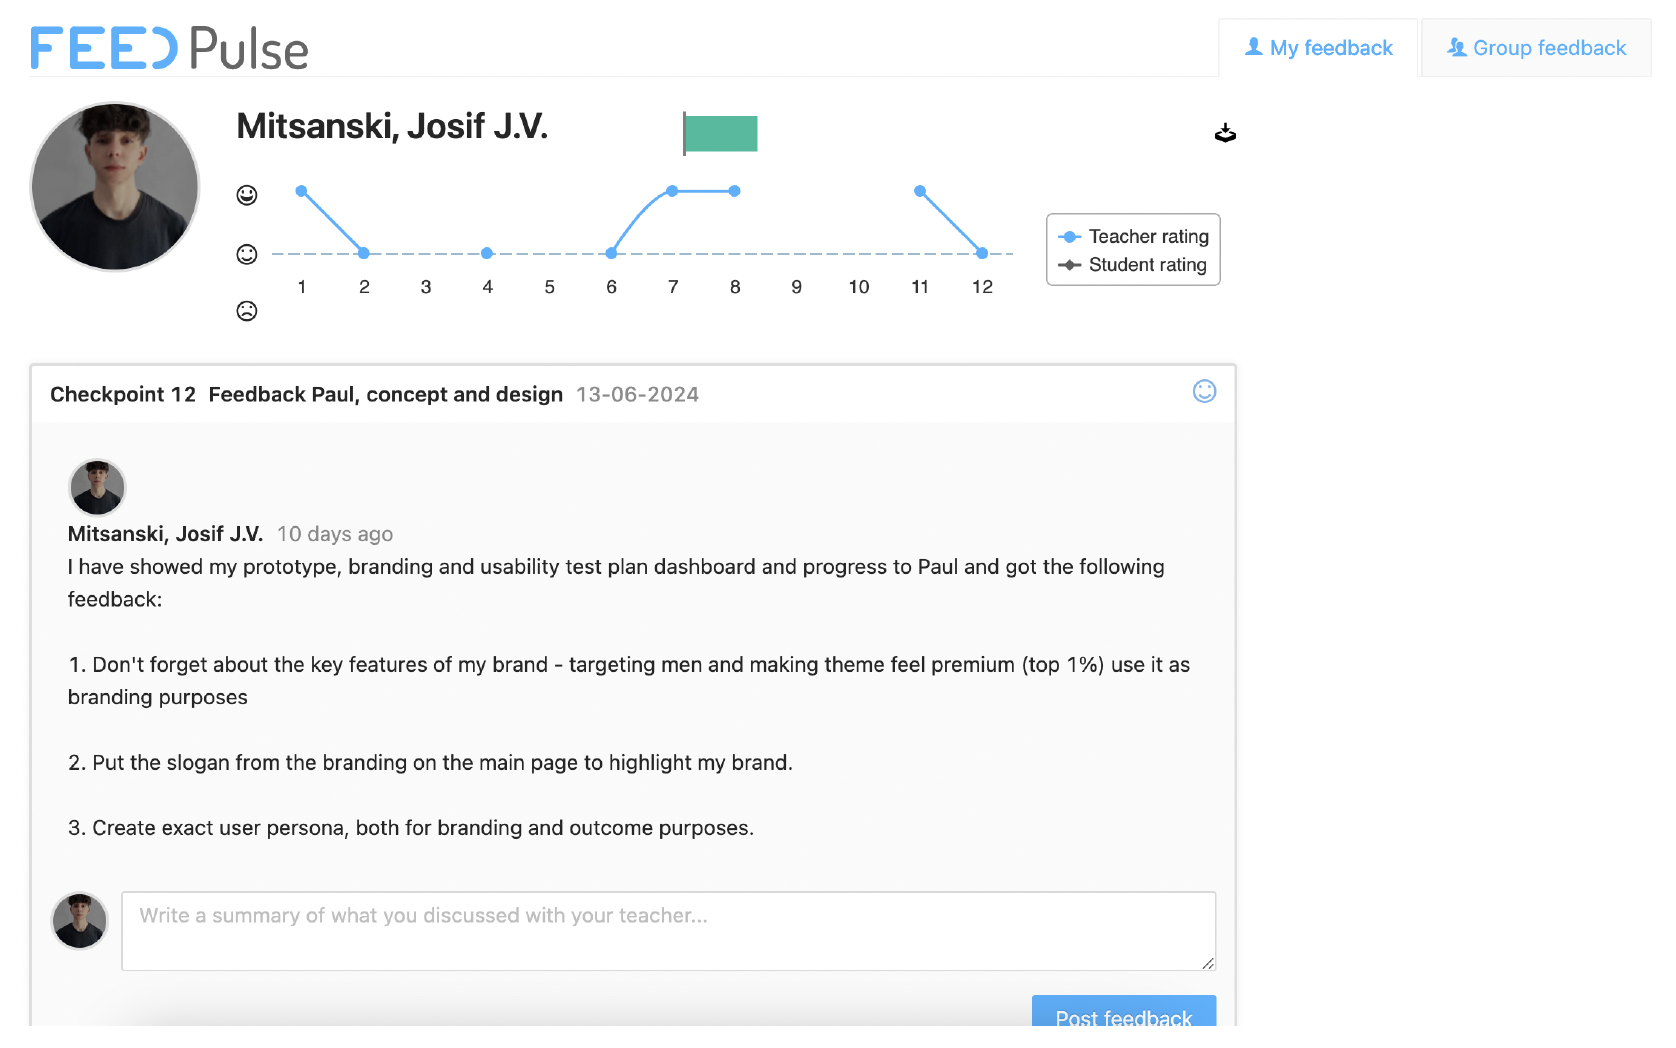 FEED Pulse
My feedback
Group feedback
Mitsanski, Josif J.V.
Teacher rating
Student rating
1 2 3 4 5 6 7 8 9 10 11 12
Checkpoint 12 Feedback Paul, concept and design 13-06-2024
Mitsanski, Josif J.V. 10 days ago
I have showed my prototype, branding and usability test plan dashboard and progress to Paul and got the following
feedback:
1. Don't forget about the key features of my brand - targeting men and making theme feel premium (top 1%) use it as
branding purposes
2. Put the slogan from the branding on the main page to highlight my brand.
3. Create exact user persona, both for branding and outcome purposes.
Write a summary of what you discussed with your teacher...
Post feedback